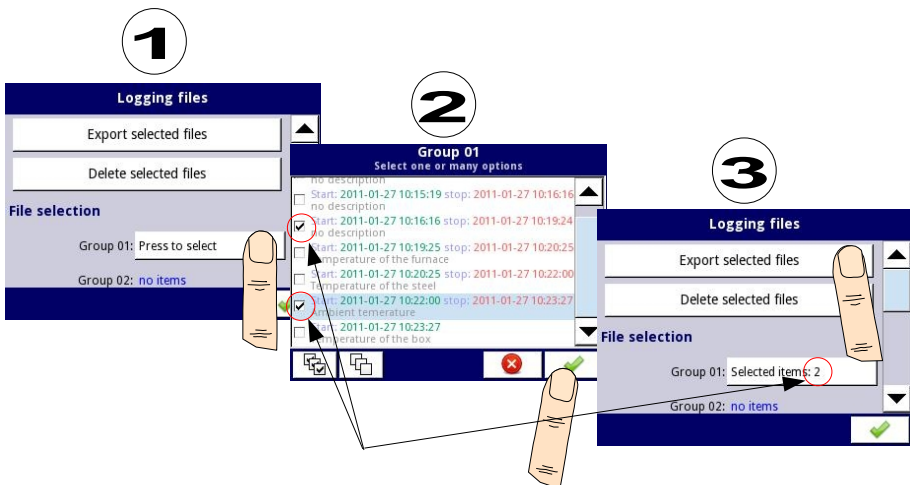 1
Logging files
Export selected files
Delete selected files
File selection
Group 01: Press to select
Group 02: no items
2
Group 01
Select one or many options
no description
Start: 2011-01-27 10:15:19 stop: 2011-01-27 10:16:16
no description
Start: 2011-01-27 10:16:16 stop: 2011-01-27 10:19:24
no description
Start: 2011-01-27 10:19:25 stop: 2011-01-27 10:20:25
Temperature of the furnace
Start: 2011-01-27 10:20:25 stop: 2011-01-27 10:22:00
Temperature of the steel
Start: 2011-01-27 10:22:00 stop: 2011-01-27 10:23:27
Ambient temerature
Start: 2011-01-27 10:23:27
Temperature of the box
3
Logging files
Export selected files
Delete selected files
File selection
Group 01: Selected items: 2
Group 02: no items